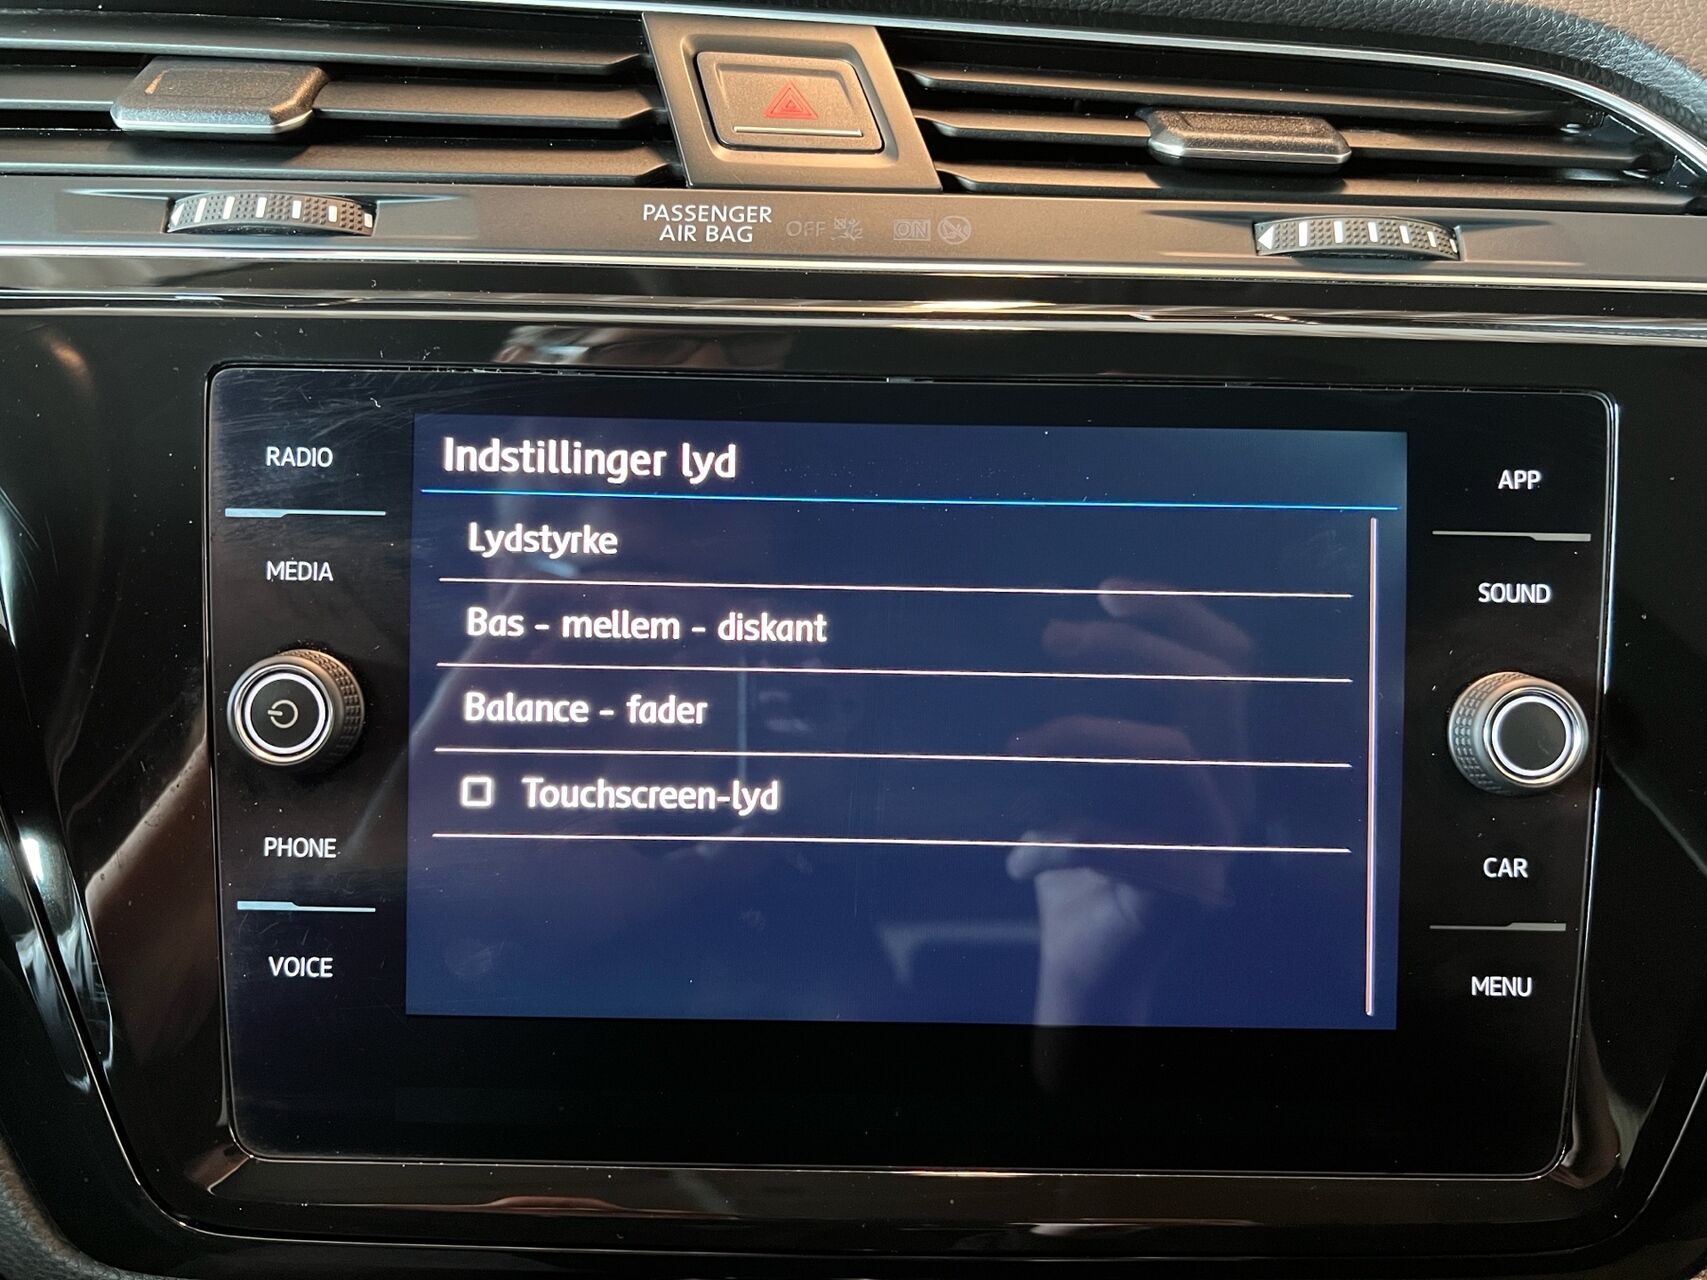 PASSENGER
AIR BAG
OFF
ON
RADIO
MEDIA
PHONE
VOICE
Indstillinger lyd
Lydstyrke
Bas - mellem - diskant
Balance - fader
Touchscreen-lyd
APP
SOUND
CAR
MENU